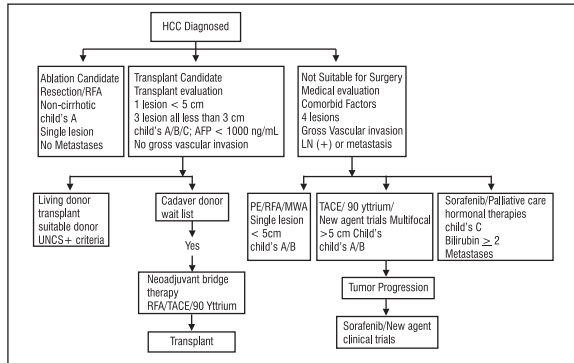 HCC Diagnosed
Ablation Candidate
Resection/RFA
Non-cirrhotic
child's A
Single lesion
No Metastases
Transplant Candidate
Transplant evaluation
1 lesion < 5 cm
3 lesion all less than 3 cm
child's A/B/C; AFP < 1000 ng/mL
No gross vascular invasion
Not Suitable for Surgery
Medical evaluation
Comorbid Factors
4 lesions
Gross Vascular invasion
LN (+) or metastasis
Living donor
transplant
suitable donor
UNCS+ criteria
Cadaver donor
wait list
Yes
Neoadjuvant bridge
therapy
RFA/TACE/90 Yttrium
Transplant
PE/RFA/MWA
Single lesion
< 5cm
child's A/B
TACE/ 90 yttrium/
New agent trials Multifocal
>5 cm Child's
child's A/B
Tumor Progression
Sorafenib/New agent
clinical trials
Sorafenib/Palliative care
hormonal therapies
child's C
Bilirubin ≥ 2
Metastases